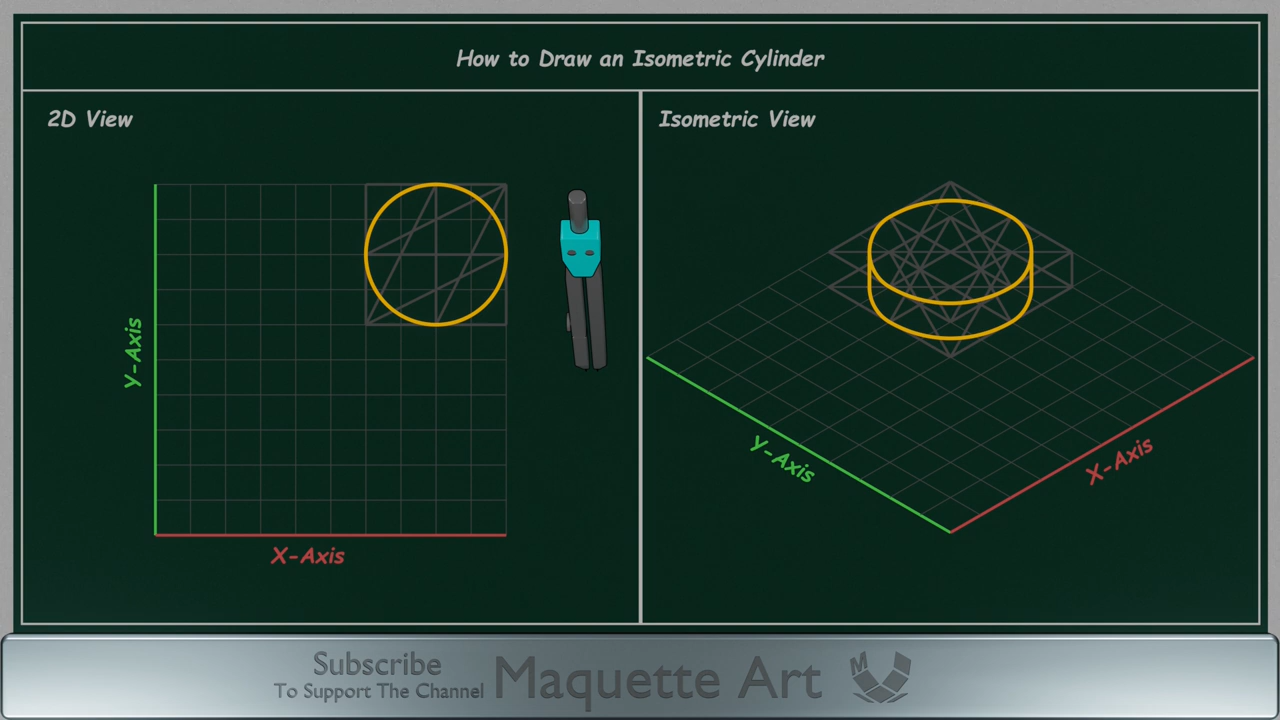 How to Draw an Isometric Cylinder
2D View
Isometric View
Y-Axis
X-Axis
Y-Axis
X-Axis
Subscribe
To Support The Channel
Maquette Art
M